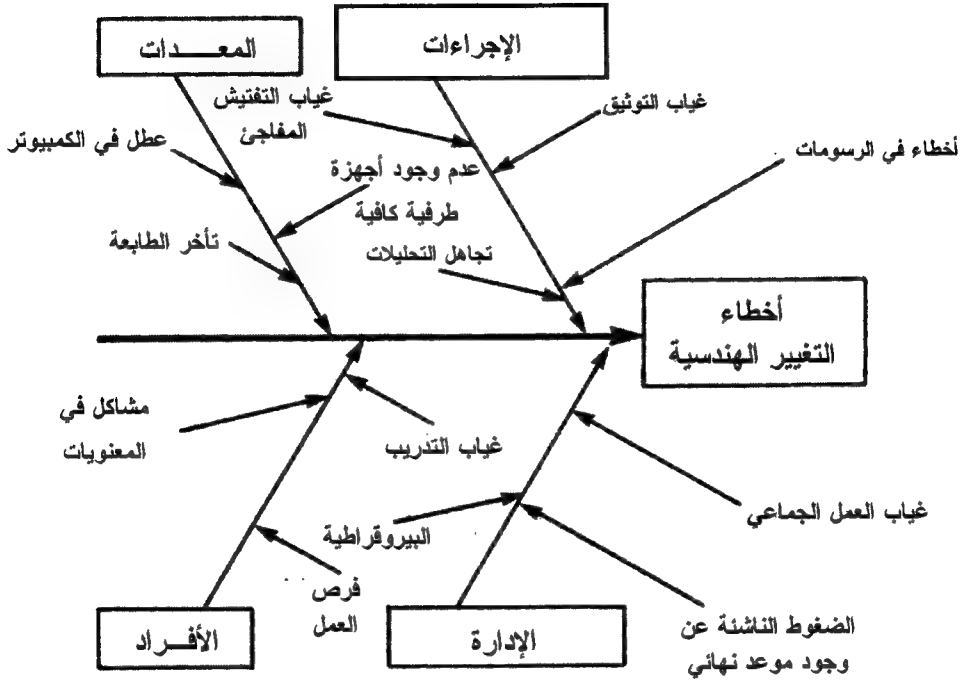 الإجراءات
المعــــدات
غياب التفتيش
المفاجئ
غياب التوثيق
أخطاء في الرسومات
عطل في الكمبيوتر
عدم وجود أجهزة
طرفية كافية
تأخر الطابعة
تجاهل التحليلات
أخطاء
التغيير الهندسية
مشاكل في
المعنويات
غياب التدريب
غياب العمل الجماعي
البيروقراطية
فرص
العمل
الضغوط الناشئة عن
وجود موعد نهائي
الإدارة
الأفــراد